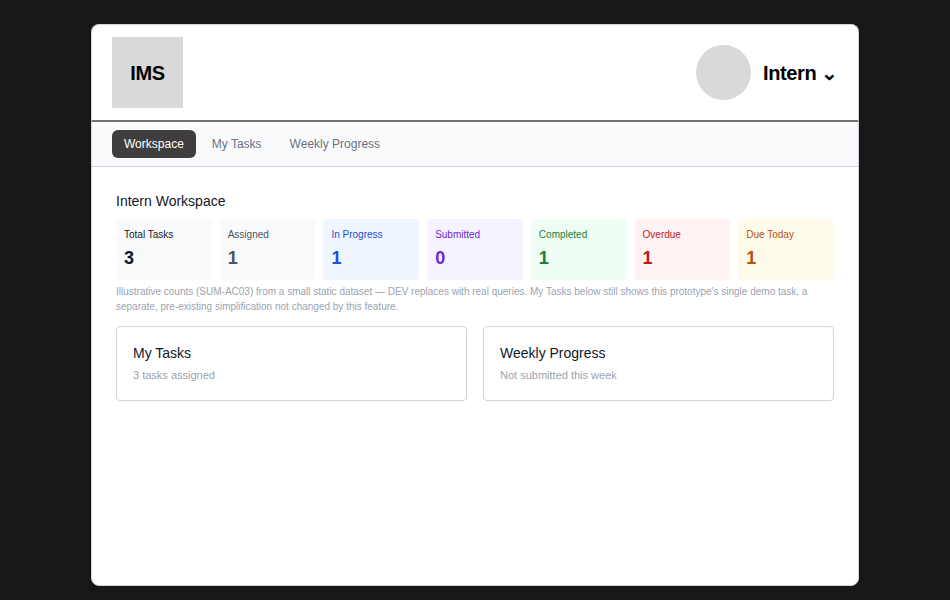 IMS
Intern
Workspace
My Tasks
Weekly Progress
Intern Workspace
Total Tasks
3
Assigned
1
In Progress
1
Submitted
0
Completed
1
Overdue
1
Due Today
1
Illustrative counts (SUM-AC03) from a small static dataset — DEV replaces with real queries. My Tasks below still shows this prototype's single demo task, a
separate, pre-existing simplification not changed by this feature.
My Tasks
3 tasks assigned
Weekly Progress
Not submitted this week